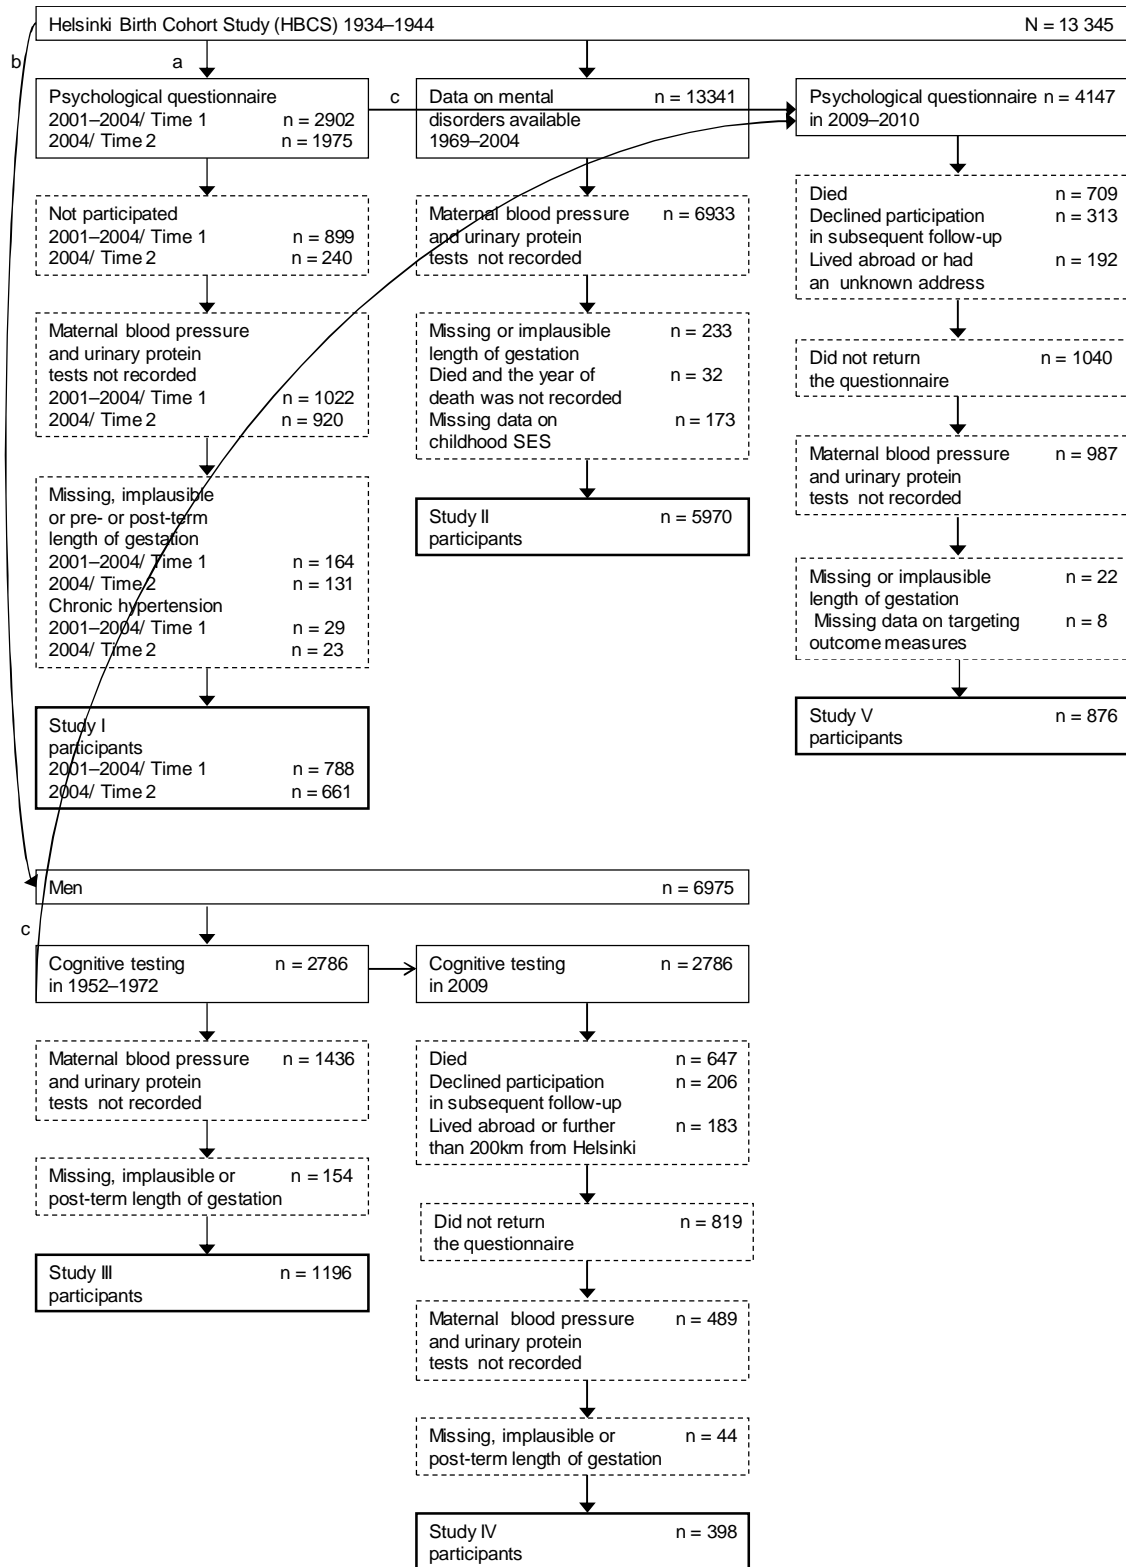 Helsinki Birth Cohort Study (HBCS) 1934–1944 N = 13 345
b
a
Psychological questionnaire
2001–2004/ Time 1 n = 2902
2004/ Time 2 n = 1975
c
Data on mental n = 13341
disorders available
1969–2004
Psychological questionnaire n = 4147
in 2009–2010
Not participated
2001–2004/ Time 1 n = 899
2004/ Time 2 n = 240
Maternal blood pressure n = 6933
and urinary protein
tests not recorded
Died n = 709
Declined participation n = 313
in subsequent follow-up
Lived abroad or had n = 192
an unknown address
Maternal blood pressure
and urinary protein
tests not recorded
2001–2004/ Time 1 n = 1022
2004/ Time 2 n = 920
Missing or implausible n = 233
length of gestation
Died and the year of n = 32
death was not recorded
Missing data on n = 173
childhood SES
Did not return n = 1040
the questionnaire
Maternal blood pressure n = 987
and urinary protein
tests not recorded
Missing, implausible
or pre- or post-term
length of gestation
2001–2004/ Time 1 n = 164
2004/ Time 2 n = 131
Chronic hypertension
2001–2004/ Time 1 n = 29
2004/ Time 2 n = 23
Study II n = 5970
participants
Missing or implausible n = 22
length of gestation
Missing data on targeting n = 8
outcome measures
Study I
participants
2001–2004/ Time 1 n = 788
2004/ Time 2 n = 661
Study V n = 876
participants
Men n = 6975
c
Cognitive testing n = 2786
in 1952–1972
Cognitive testing n = 2786
in 2009
Maternal blood pressure n = 1436
and urinary protein
tests not recorded
Died n = 647
Declined participation n = 206
in subsequent follow-up
Lived abroad or further n = 183
than 200km from Helsinki
Missing, implausible or n = 154
post-term length of gestation
Did not return n = 819
the questionnaire
Study III n = 1196
participants
Maternal blood pressure n = 489
and urinary protein
tests not recorded
Missing, implausible or n = 44
post-term length of gestation
Study IV n = 398
participants